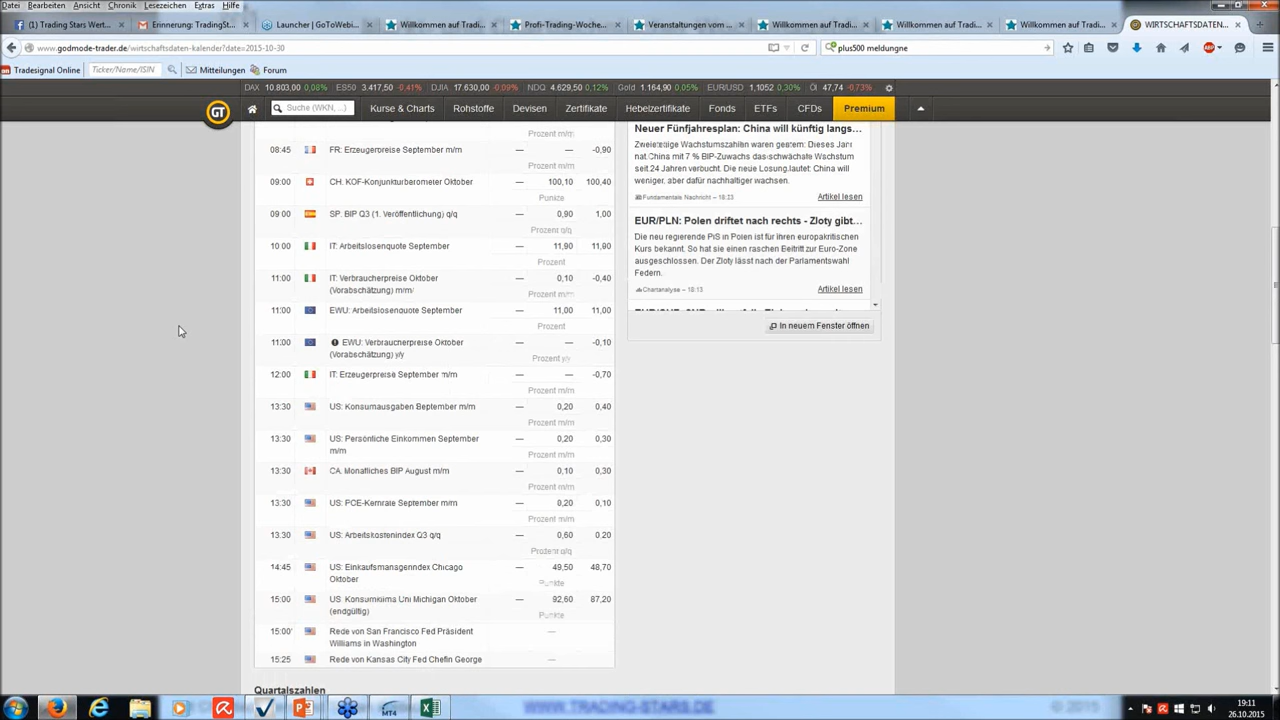 Datei Bearbeiten Ansicht Chronik Lesezeichen Extras Hilfe
(1) Trading Stars Wert...
Erinnerung: TradingSt...
Launcher | GoToWebi...
Willkommen auf Tradi...
Profi-Trading-Woche...
Veranstaltungen vom ...
Willkommen auf Tradi...
Willkommen auf Tradi...
Willkommen auf Tradi...
WIRTSCHAFTSDATEN...
www.godmode-trader.de/wirtschaftsdaten-kalender?date=2015-10-30
plus500 meldungne
Tradesignal Online
Ticker/Name/ISIN
Mitteilungen
Forum
DAX 10.803,00 0,08% ES50 3.417,50 -0,41% DJIA 17.630,00 -0,09% NDQ 4.629,50 0,12% Gold 1.164,90 0,05% EUR/USD 1,1052 0,30% Öl 47,74 -0,73%
GT
Suche (WKN, ...)
Kurse & Charts
Rohstoffe
Devisen
Zertifikate
Hebelzertifikate
Fonds
ETFs
CFDs
Premium
Prozent m/m
08:45 FR: Erzeugerpreise September m/m — — -0,90
Prozent m/m
09:00 CH: KOF-Konjunkturbarometer Oktober — 100,10 100,40
Punkte
09:00 SP: BIP Q3 (1. Veröffentlichung) q/q — 0,90 1,00
Prozent q/q
10:00 IT: Arbeitslosenquote September — 11,90 11,90
Prozent
11:00 IT: Verbraucherpreise Oktober — 0,10 -0,40
(Vorabschätzung) m/m
Prozent m/m
11:00 EWU: Arbeitslosenquote September — 11,00 11,00
Prozent
11:00 EWU: Verbraucherpreise Oktober — — -0,10
(Vorabschätzung) y/y
Prozent y/y
12:00 IT: Erzeugerpreise September m/m — — -0,70
Prozent m/m
13:30 US: Konsumausgaben September m/m — 0,20 0,40
Prozent m/m
13:30 US: Persönliche Einkommen September — 0,20 0,30
m/m
Prozent m/m
13:30 CA: Monatliches BIP August m/m — 0,10 0,30
Prozent m/m
13:30 US: PCE-Kernrate September m/m — 0,20 0,10
Prozent m/m
13:30 US: Arbeitskostenindex Q3 q/q — 0,60 0,20
Prozent q/q
14:45 US: Einkaufsmanagerindex Chicago — 49,50 48,70
Oktober
Punkte
15:00 US: Konsumklima Uni Michigan Oktober — 92,60 87,20
(endgültig)
Punkte
15:00 Rede von San Francisco Fed Präsident —
Williams in Washington
15:25 Rede von Kansas City Fed Chefin George —
Quartalszahlen
Neuer Fünfjahresplan: China will künftig langs...
Zweistellige Wachstumszahlen waren gestern: Dieses Jahr
hat China mit 7 % BIP-Zuwachs das schwächste Wachstum
seit 24 Jahren verbucht. Die neue Losung lautet: China will
weniger, aber dafür nachhaltiger wachsen.
Fundamentale Nachricht – 18:23
Artikel lesen
EUR/PLN: Polen driftet nach rechts - Zloty gibt...
Die neu regierende PiS in Polen ist für ihren europakritischen
Kurs bekannt. So hat sie einen raschen Beitritt zur Euro-Zone
ausgeschlossen. Der Zloty lässt nach der Parlamentswahl
Federn.
Chartanalyse – 18:13
Artikel lesen
In neuem Fenster öffnen
MT4
WWW.TRADING-STARS.DE
© 2015
19:11
26.10.2015